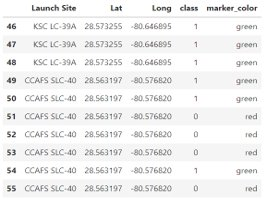 Launch Site Lat Long class marker_color
46 KSC LC-39A 28.573255 -80.646895 1 green
47 KSC LC-39A 28.573255 -80.646895 1 green
48 KSC LC-39A 28.573255 -80.646895 1 green
49 CCAFS SLC-40 28.563197 -80.576820 1 green
50 CCAFS SLC-40 28.563197 -80.576820 1 green
51 CCAFS SLC-40 28.563197 -80.576820 0 red
52 CCAFS SLC-40 28.563197 -80.576820 0 red
53 CCAFS SLC-40 28.563197 -80.576820 0 red
54 CCAFS SLC-40 28.563197 -80.576820 1 green
55 CCAFS SLC-40 28.563197 -80.576820 0 red